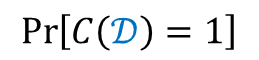 Pr[C(𝒟) = 1]